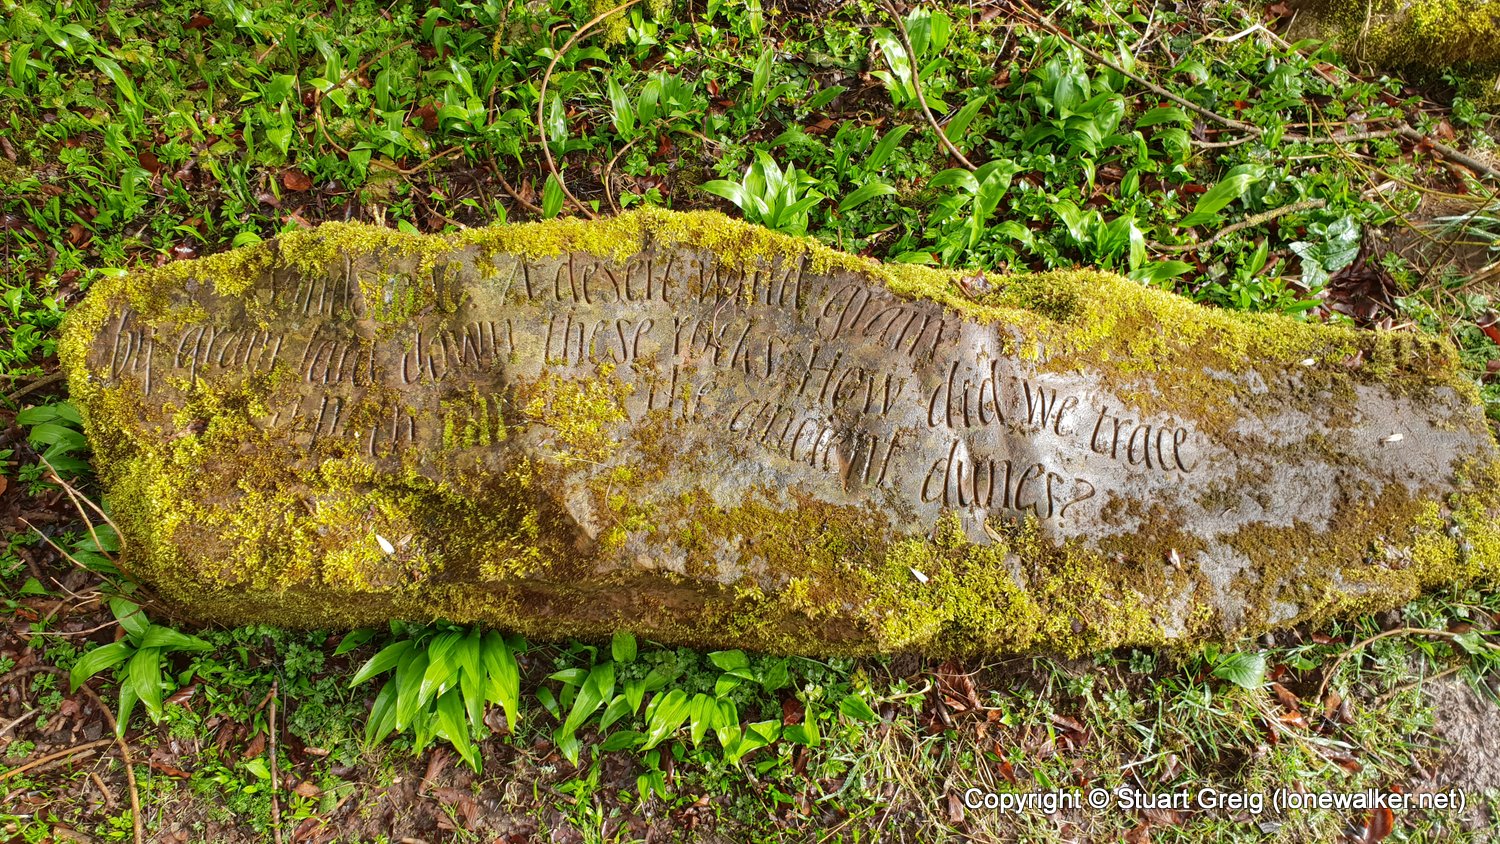 A desert wind grain
by grain laid down these rocks. How did we trace
the ancient dunes?
Copyright © Stuart Greig (lonewalker.net)